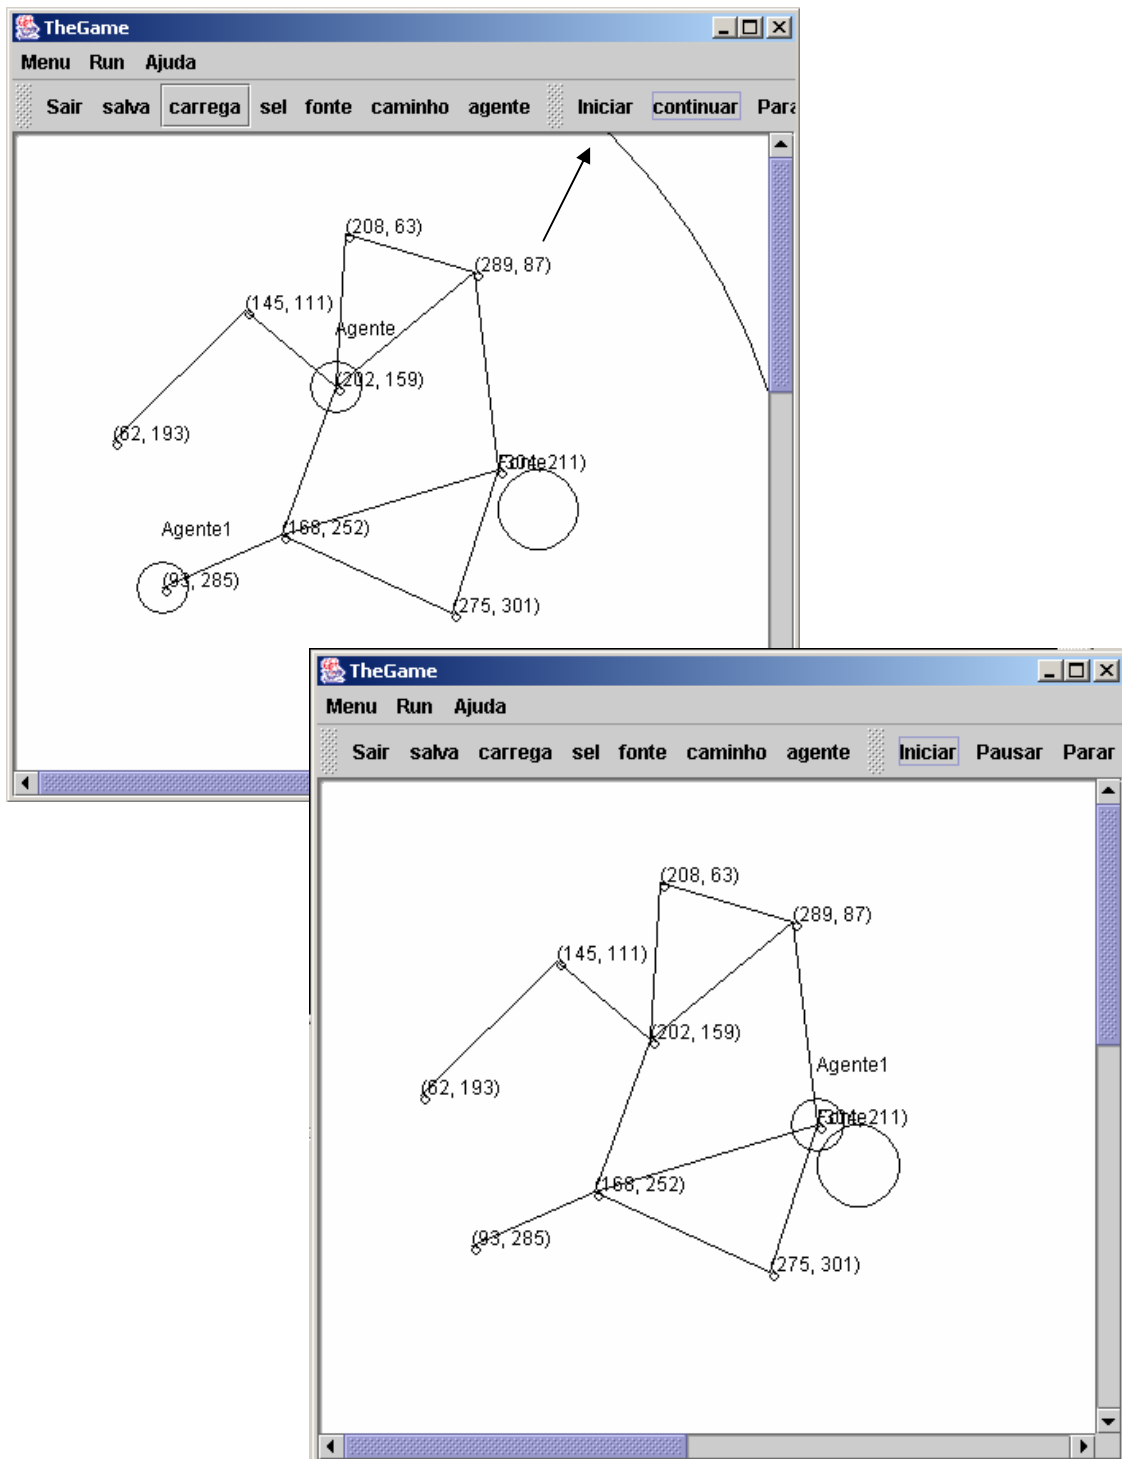 TheGame
Menu Run Ajuda
Sair salva carrega sel fonte caminho agente Iniciar continuar Para
(208, 63)
(289, 87)
(145, 111)
Agente
(202, 159)
(62, 193)
211)
Agente1
(168, 252)
(93, 285)
(275, 301)
TheGame
Menu Run Ajuda
Sair salva carrega sel fonte caminho agente Iniciar Pausar Parar
(208, 63)
(289, 87)
(145, 111)
(202, 159)
Agente1
(62, 193)
211)
(168, 252)
(93, 285)
(275, 301)